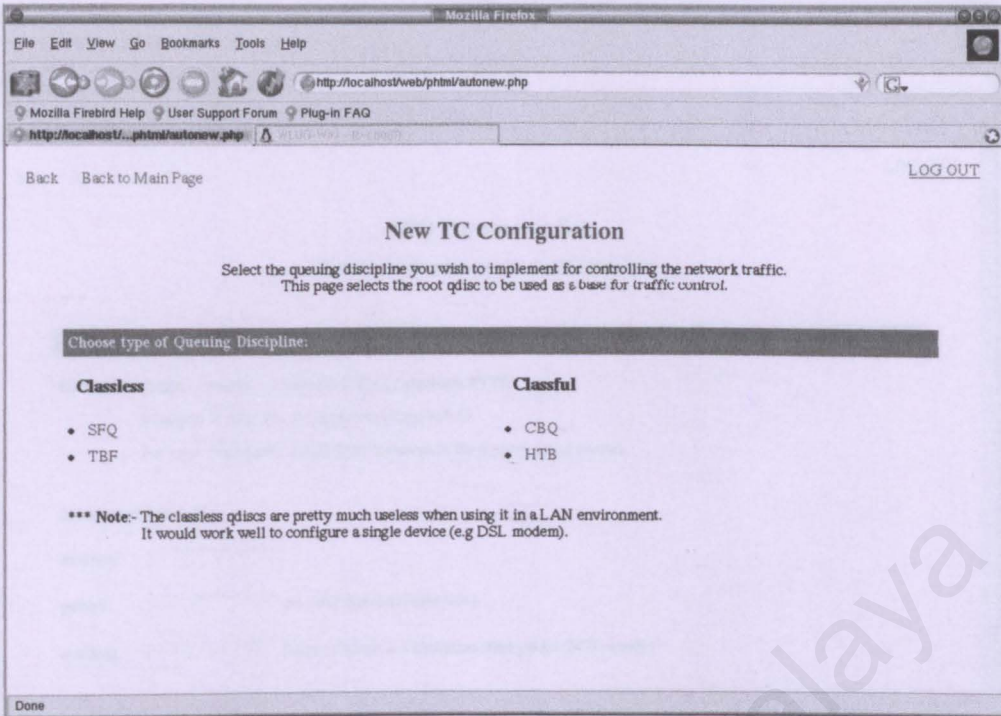 Mozilla Firefox
File Edit View Go Bookmarks Tools Help
http://localhost/web/phtml/autonew.php
G
Mozilla Firebird Help User Support Forum Plug-in FAQ
http://localhost/...phtml/autonew.php
Back Back to Main Page
LOG OUT
New TC Configuration
Select the queuing discipline you wish to implement for controlling the network traffic.
This page selects the root qdisc to be used as a base for traffic control.
Choose type of Queuing Discipline:
Classless
Classful
• SFQ
• CBQ
• TBF
• HTB
*** Note:- The classless qdiscs are pretty much useless when using it in a LAN environment.
It would work well to configure a single device (e.g DSL modem).
Done